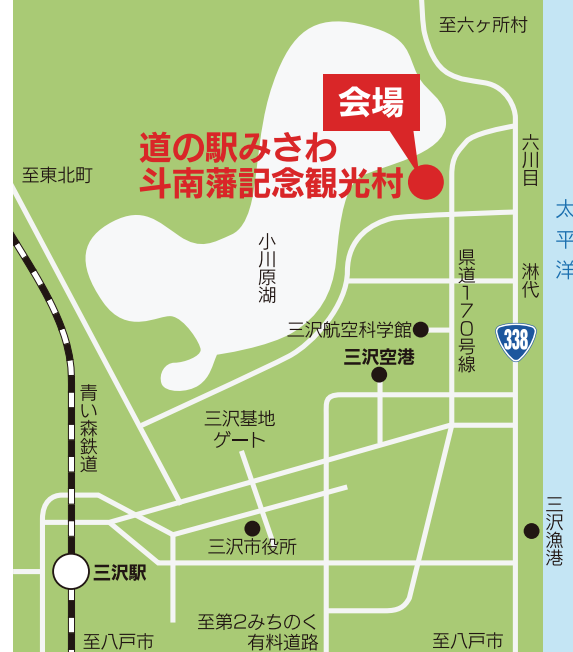 至六ヶ所村
会場
道の駅みさわ
斗南藩記念観光村
至東北町
六川目
太平洋
小川原湖
県道170号線
淋代
三沢航空科学館
338
三沢空港
青い森鉄道
三沢基地
ゲート
三沢漁港
三沢市役所
三沢駅
至第2みちのく
有料道路
至八戸市
至八戸市